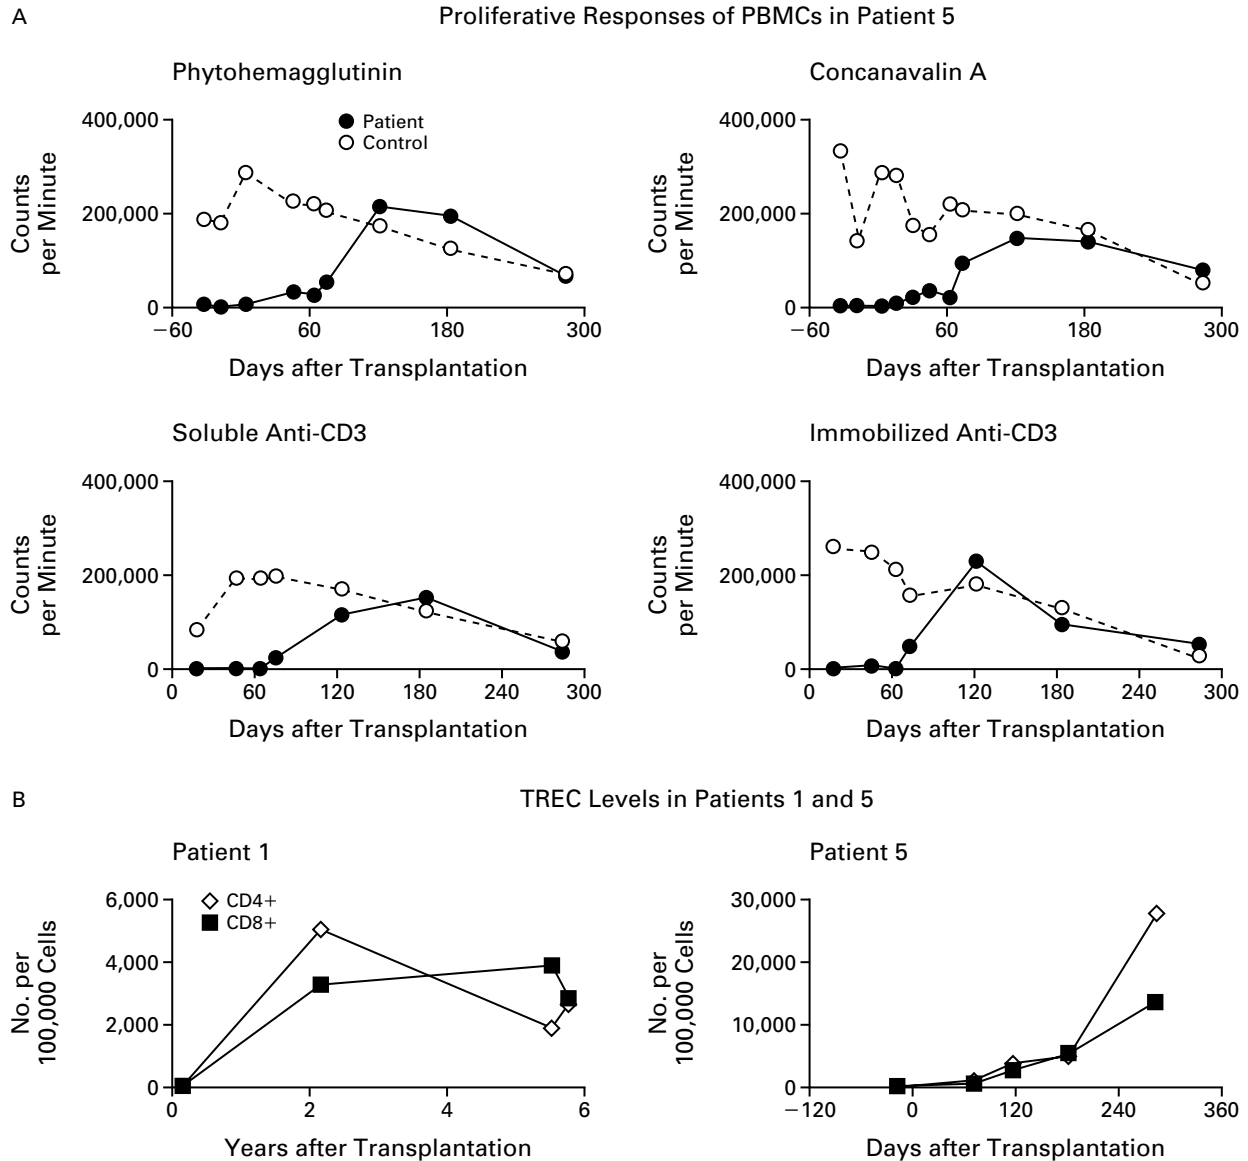 A
Proliferative Responses of PBMCs in Patient 5
Phytohemagglutinin
Counts
per Minute
400,000
200,000
0
Patient
Control
−60
60
180
300
Days after Transplantation
Concanavalin A
Counts
per Minute
400,000
200,000
0
−60
60
180
300
Days after Transplantation
Soluble Anti-CD3
Counts
per Minute
400,000
200,000
0
0
60
120
180
240
300
Days after Transplantation
Immobilized Anti-CD3
Counts
per Minute
400,000
200,000
0
0
60
120
180
240
300
Days after Transplantation
B
TREC Levels in Patients 1 and 5
Patient 1
No. per
100,000 Cells
6,000
4,000
2,000
0
CD4+
CD8+
0
2
4
6
Years after Transplantation
Patient 5
No. per
100,000 Cells
30,000
20,000
10,000
0
−120
0
120
240
360
Days after Transplantation